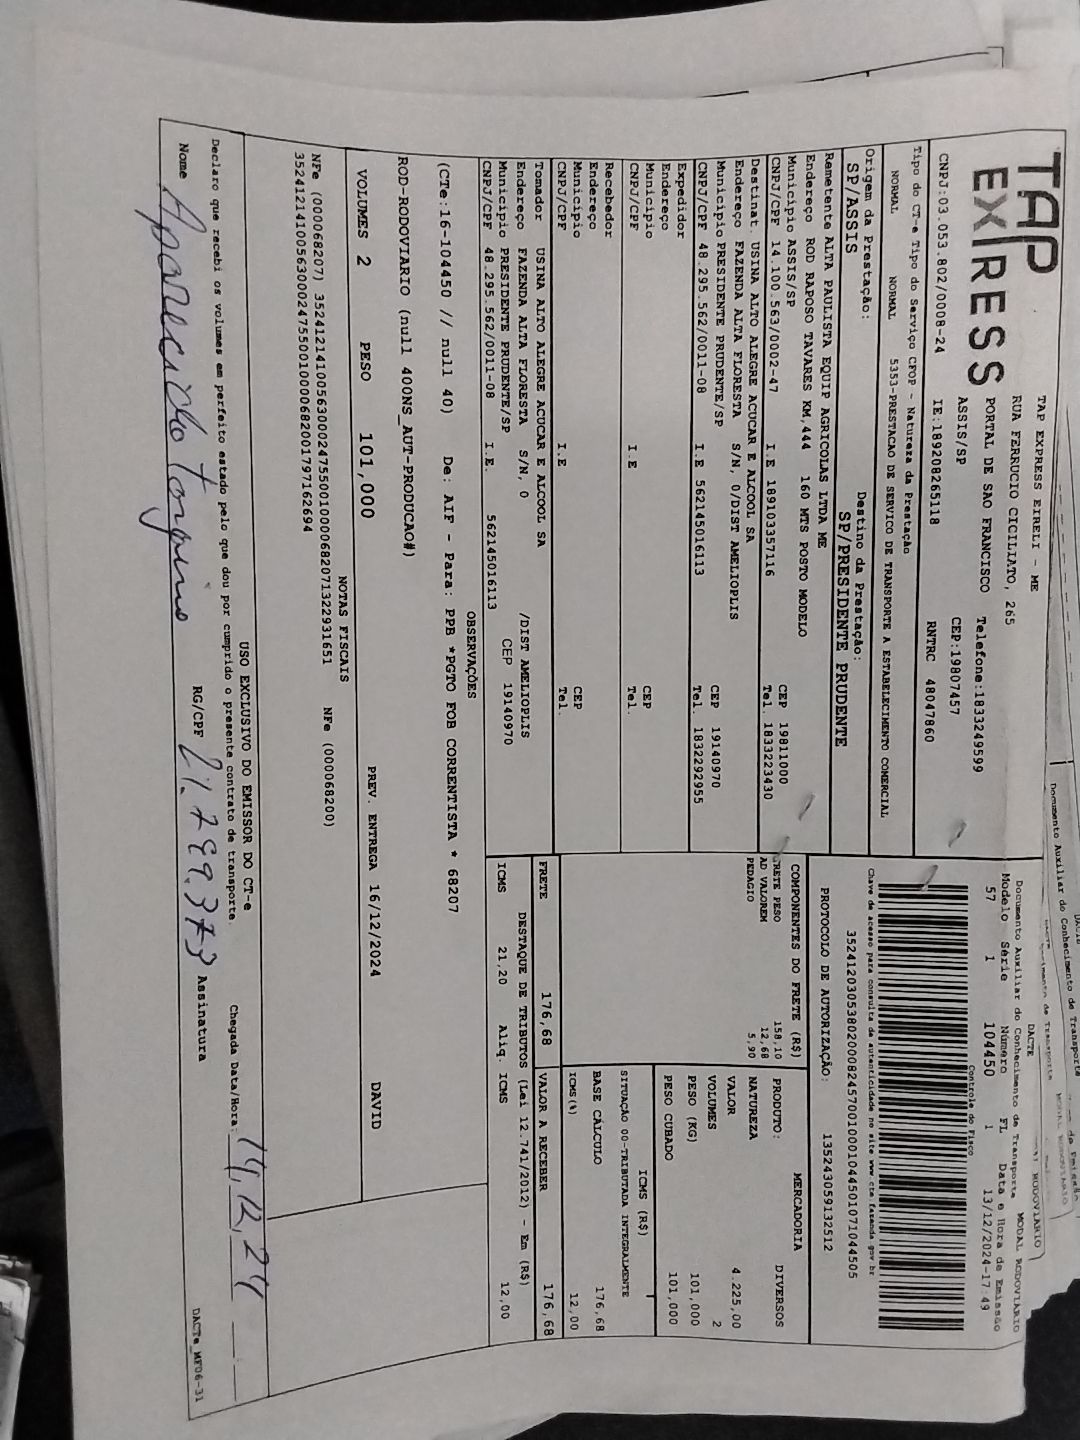 TAP EXPRESS
TAP EXPRESS EIRELI - ME
RUA FERRUCIO CICILIATO, 265
PORTAL DE SAO FRANCISCO Telefone:1833249599
ASSIS/SP CEP:19807457
CNPJ:03.053.802/0008-24 IE:189208265118 RNTRC 48047860
DACTE
Documento Auxiliar do Conhecimento de Transporte MODAL RODOVIARIO
Modelo Série Número FL Data e Hora de Emissão
57 1 104450 1 13/12/2024-17:49
Controle do Fisco
Chave de acesso para consulta de autenticidade no site www.cte.fazenda.gov.br
35241203053802000824570010001044501071044505
PROTOCOLO DE AUTORIZAÇÃO: 135243059132512
Tipo do CT-e Tipo do Serviço CFOP - Natureza da Prestação
NORMAL NORMAL 5353-PRESTACAO DE SERVICO DE TRANSPORTE A ESTABELECIMENTO COMERCIAL
Origem da Prestação: Destino da Prestação:
SP/ASSIS SP/PRESIDENTE PRUDENTE
Remetente ALTA PAULISTA EQUIP AGRICOLAS LTDA ME
Endereço ROD RAPOSO TAVARES KM,444 160 MTS POSTO MODELO
Município ASSIS/SP CEP 19811000
CNPJ/CPF 14.100.563/0002-47 I.E 189103357116 Tel. 1833223430
Destinat. USINA ALTO ALEGRE ACUCAR E ALCOOL SA
Endereço FAZENDA ALTA FLORESTA S/N, 0/DIST AMELIOPLIS
Município PRESIDENTE PRUDENTE/SP CEP 19140970
CNPJ/CPF 48.295.562/0011-08 I.E 562145016113 Tel. 1832292955
Expedidor
Endereço
Município CEP
CNPJ/CPF I.E Tel.
Recebedor
Endereço
Município CEP
CNPJ/CPF I.E Tel.
Tomador USINA ALTO ALEGRE ACUCAR E ALCOOL SA
Endereço FAZENDA ALTA FLORESTA S/N, 0 /DIST AMELIOPLIS
Município PRESIDENTE PRUDENTE/SP CEP 19140970
CNPJ/CPF 48.295.562/0011-08 I.E. 562145016113
COMPONENTES DO FRETE (R$)
FRETE PESO 158,10
AD VALOREM 12,68
PEDAGIO 5,90
MERCADORIA
PRODUTO: DIVERSOS
NATUREZA
VALOR 4.225,00
VOLUMES 2
PESO (KG) 101,000
PESO CUBADO 101,000
ICMS (R$)
SITUAÇÃO 00-TRIBUTADA INTEGRALMENTE
BASE CÁLCULO 176,68
ICMS(%) 12,00
FRETE 176,68 VALOR A RECEBER 176,68
DESTAQUE DE TRIBUTOS (Lei 12.741/2012) - Em (R$)
ICMS 21,20 Aliq. ICMS 12,00
OBSERVAÇÕES
(CTe:16-104450 // null 40) De: AIF - Para: PPB *PGTO FOB CORRENTISTA * 68207
ROD-RODOVIARIO (null 400NS_AUT-PRODUCAO#)
VOLUMES 2 PESO 101,000 PREV. ENTREGA 16/12/2024 DAVID
NOTAS FISCAIS
NFe (000068207) 35241214100563000247550010000682071322931651 NFe (000068200)
35241214100563000247550010000682001797162694
USO EXCLUSIVO DO EMISSOR DO CT-e
Declaro que recebi os volumes em perfeito estado pelo que dou por cumprido o presente contrato de transporte. Chegada Data/Hora:
Nome Aparecido RG/CPF 21.799.373 Assinatura
DACTe_MF06-31